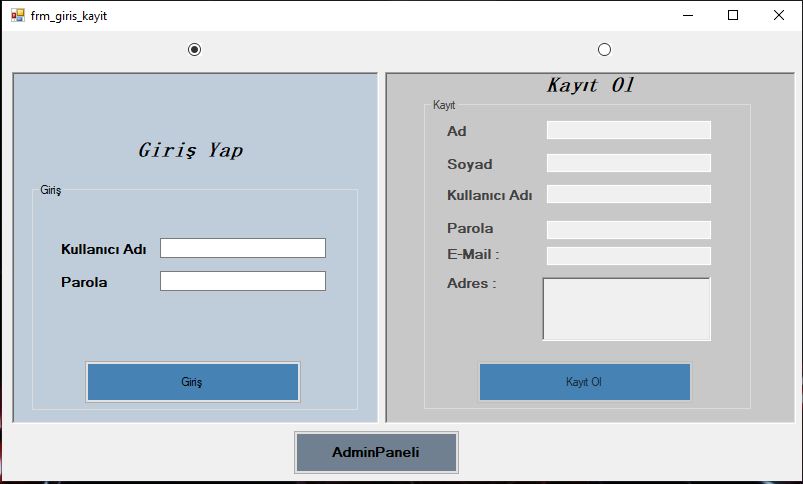 frm_giris_kayit
Giriş Yap
Giriş
Kullanıcı Adı
Parola
Giriş
Kayıt Ol
Kayıt
Ad
Soyad
Kullanıcı Adı
Parola
E-Mail :
Adres :
Kayıt Ol
AdminPaneli